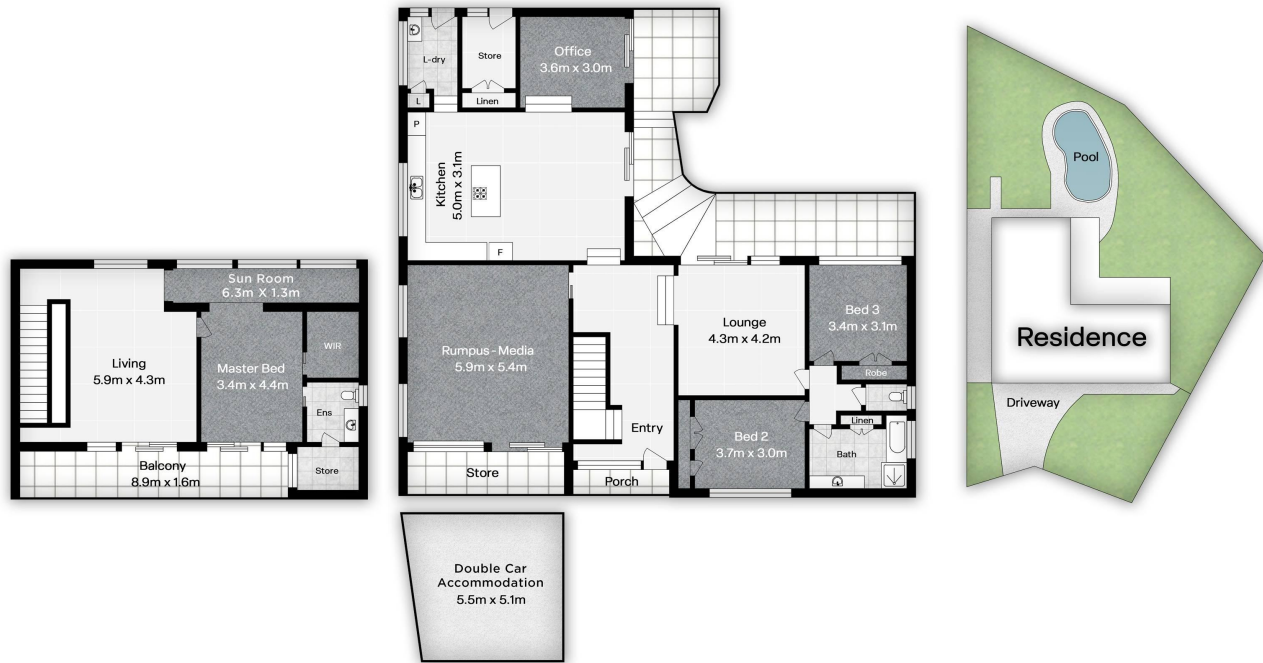 Sun Room
6.3m X 1.3m
Living
5.9m x 4.3m
Master Bed
3.4m x 4.4m
WIR
Ens
Balcony
8.9m x 1.6m
Store
L-dry
Store
Office
3.6m x 3.0m
L
Linen
P
Kitchen
5.0m x 3.1m
F
Rumpus-Media
5.9m x 5.4m
Lounge
4.3m x 4.2m
Bed 3
3.4m x 3.1m
Robe
Entry
Bed 2
3.7m x 3.0m
Linen
Bath
Store
Porch
Double Car
Accommodation
5.5m x 5.1m
Pool
Residence
Driveway